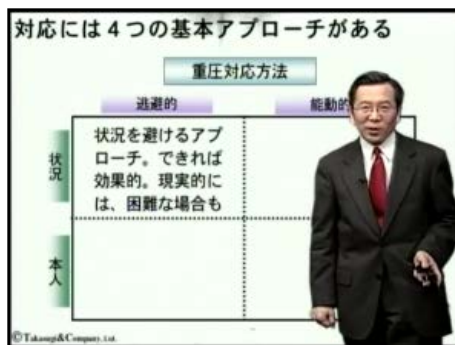 対応には４つの基本アプローチがある
重圧対応方法
逃避的
能動的
状況
状況を避けるアプ
ローチ。できれば
効果的。現実的に
は、困難な場合も
本人
©Takasugi&Company, Ltd.